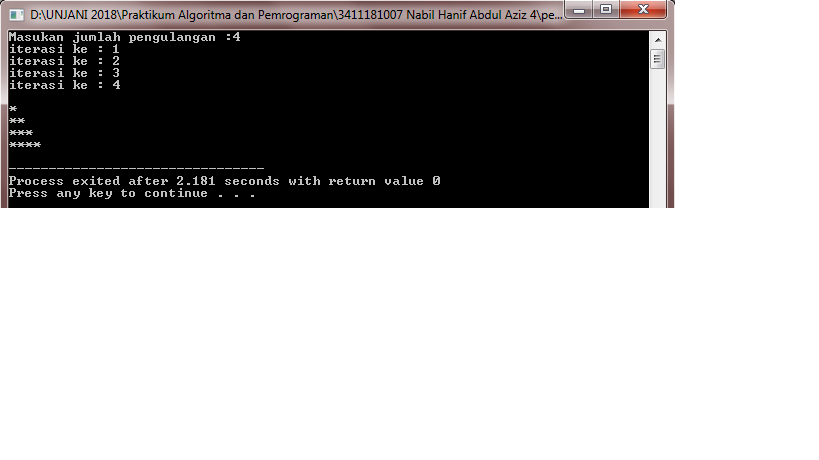 D:\UNJANI 2018\Praktikum Algoritma dan Pemrograman\3411181007 Nabil Hanif Abdul Aziz 4\pe...
Masukan jumlah pengulangan :4
iterasi ke : 1
iterasi ke : 2
iterasi ke : 3
iterasi ke : 4
*
**
***
****
--------------------------------
Process exited after 2.181 seconds with return value 0
Press any key to continue . . .